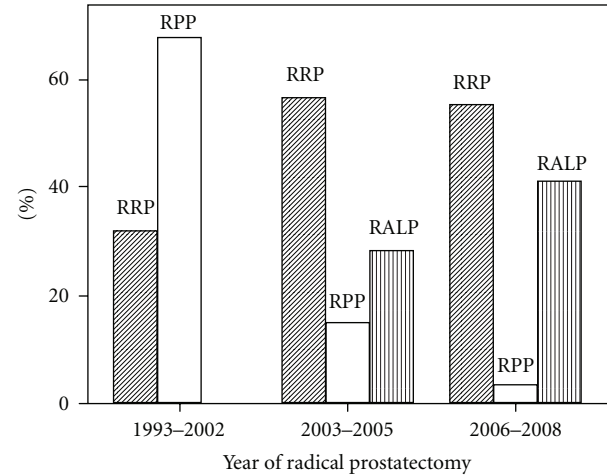 RPP
60
RRP
RRP
RALP
40
(%)
RRP
RALP
20
RPP
RPP
0
1993–2002
2003–2005
2006–2008
Year of radical prostatectomy